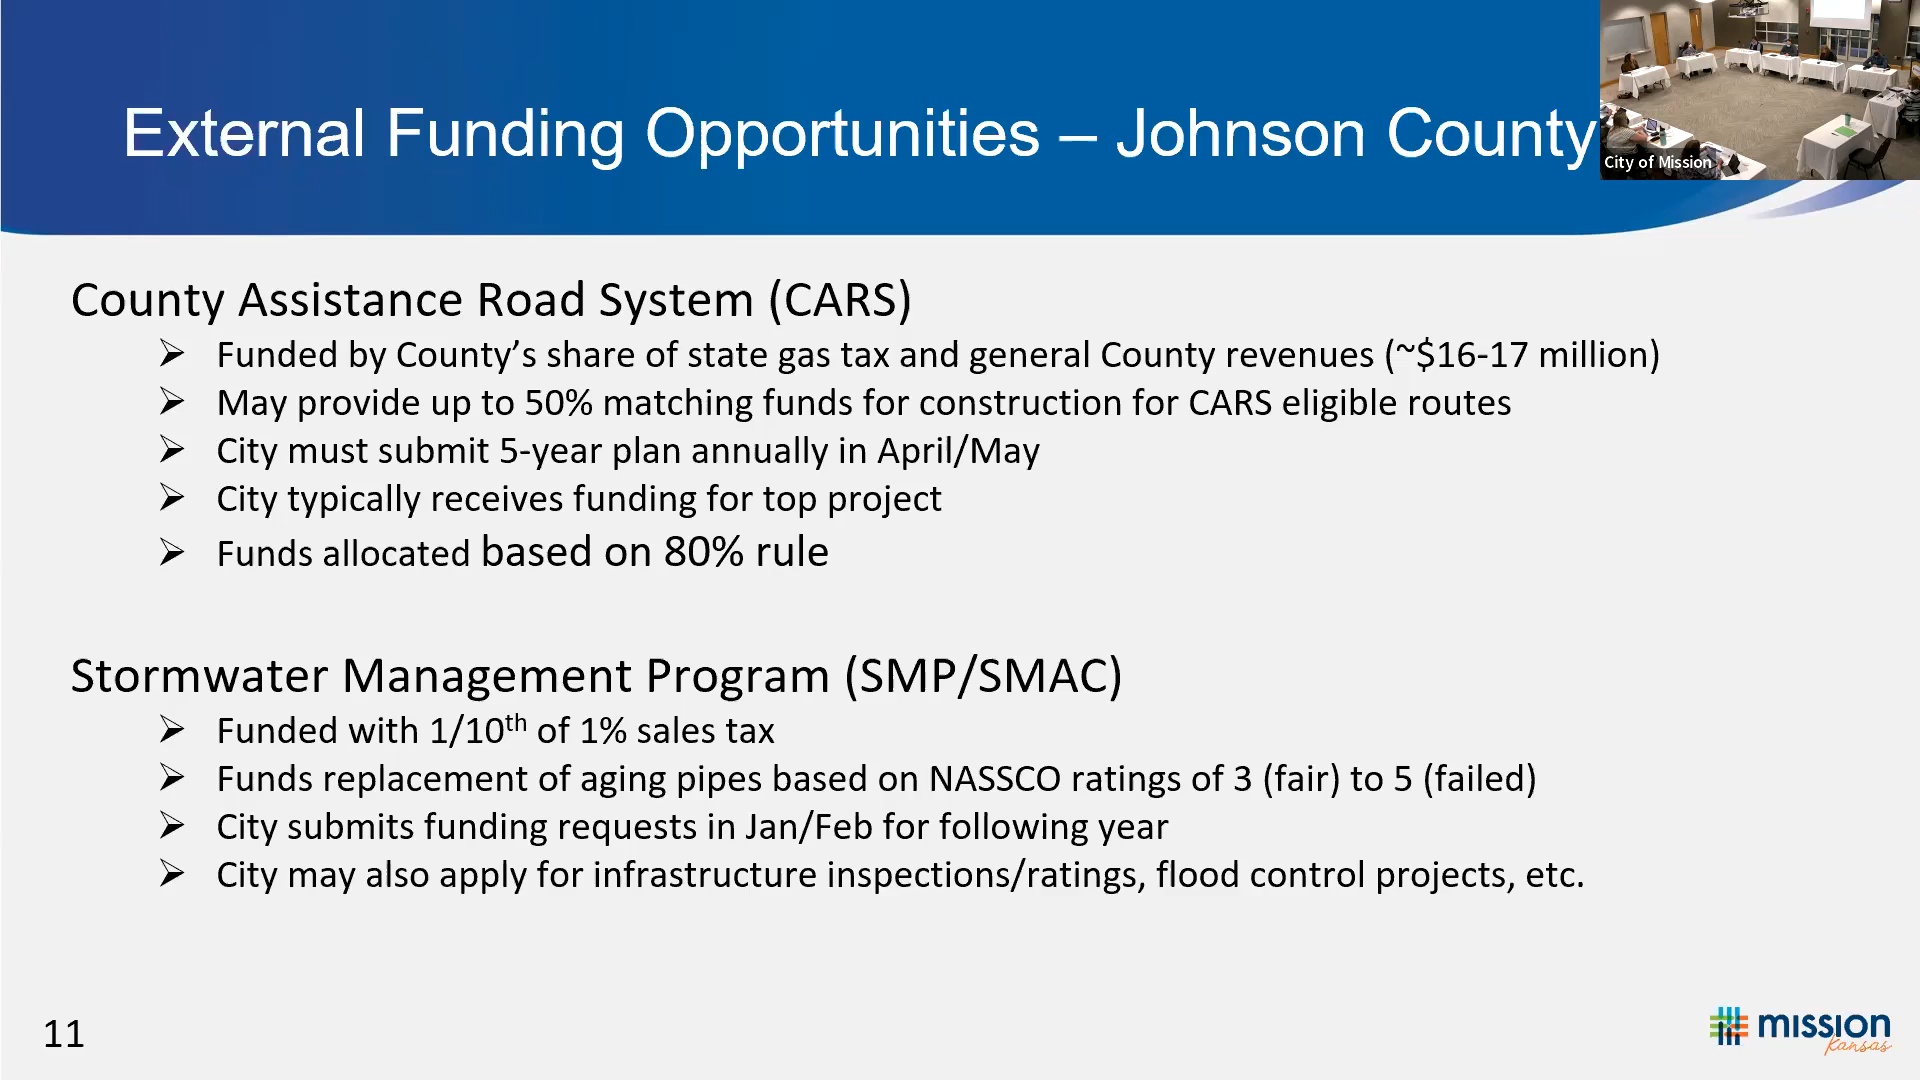 External Funding Opportunities – Johnson County
City of Mission
County Assistance Road System (CARS)
➢ Funded by County’s share of state gas tax and general County revenues (~$16-17 million)
➢ May provide up to 50% matching funds for construction for CARS eligible routes
➢ City must submit 5-year plan annually in April/May
➢ City typically receives funding for top project
➢ Funds allocated based on 80% rule
Stormwater Management Program (SMP/SMAC)
➢ Funded with 1/10th of 1% sales tax
➢ Funds replacement of aging pipes based on NASSCO ratings of 3 (fair) to 5 (failed)
➢ City submits funding requests in Jan/Feb for following year
➢ City may also apply for infrastructure inspections/ratings, flood control projects, etc.
11
mission
kansas